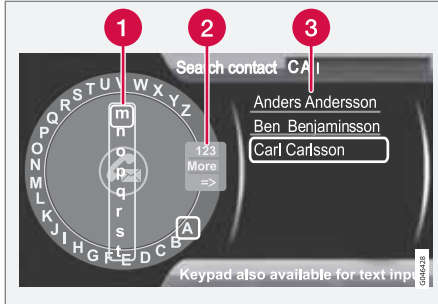 1
2
3
Search contact CA
A B C D E F G H I J K L M N O P Q R S T U V W X Y Z
m
n
o
p
q
r
s
t
123
More
=>
Anders Andersson
Ben Benjaminsson
Carl Carlsson
Keypad also available for text inpu
G046428